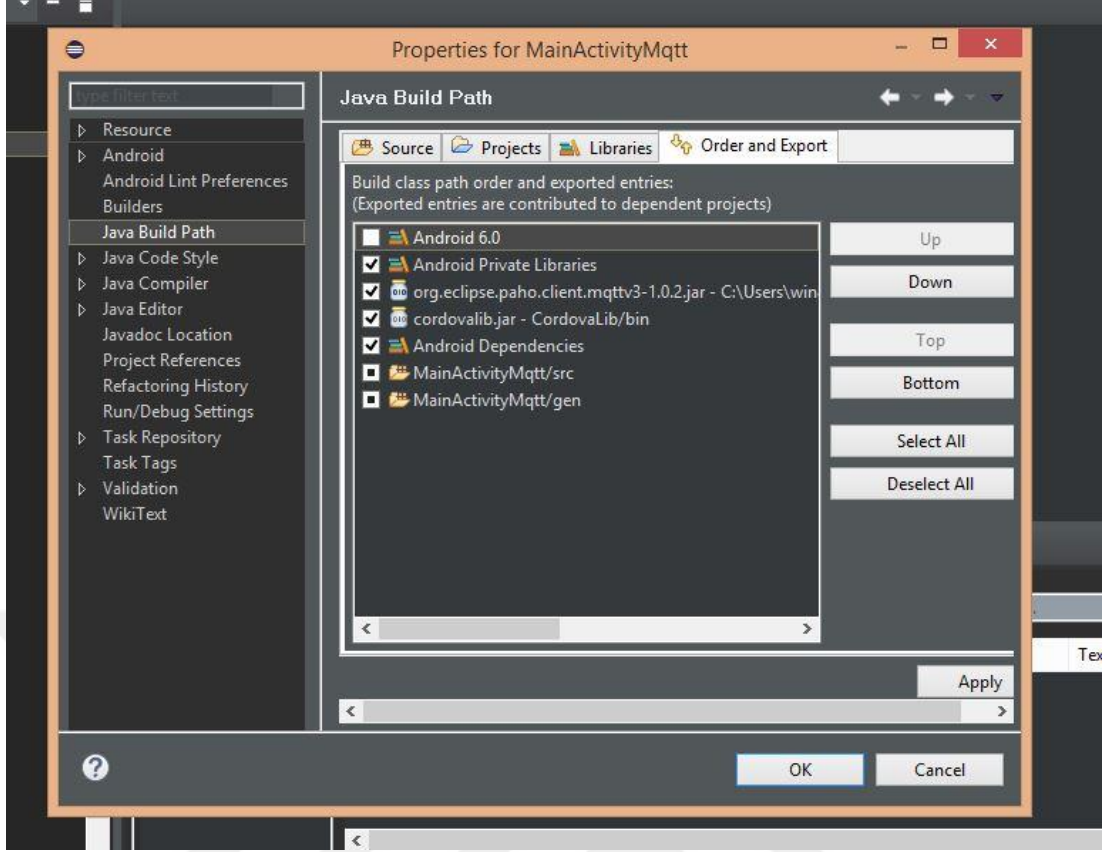 Properties for MainActivityMqtt
type filter text
Resource
Android
Android Lint Preferences
Builders
Java Build Path
Java Code Style
Java Compiler
Java Editor
Javadoc Location
Project References
Refactoring History
Run/Debug Settings
Task Repository
Task Tags
Validation
WikiText
Java Build Path
Source Projects Libraries Order and Export
Build class path order and exported entries:
(Exported entries are contributed to dependent projects)
Android 6.0
Android Private Libraries
org.eclipse.paho.client.mqttv3-1.0.2.jar - C:\Users\win
cordovalib.jar - CordovaLib/bin
Android Dependencies
MainActivityMqtt/src
MainActivityMqtt/gen
Up
Down
Top
Bottom
Select All
Deselect All
Apply
OK Cancel